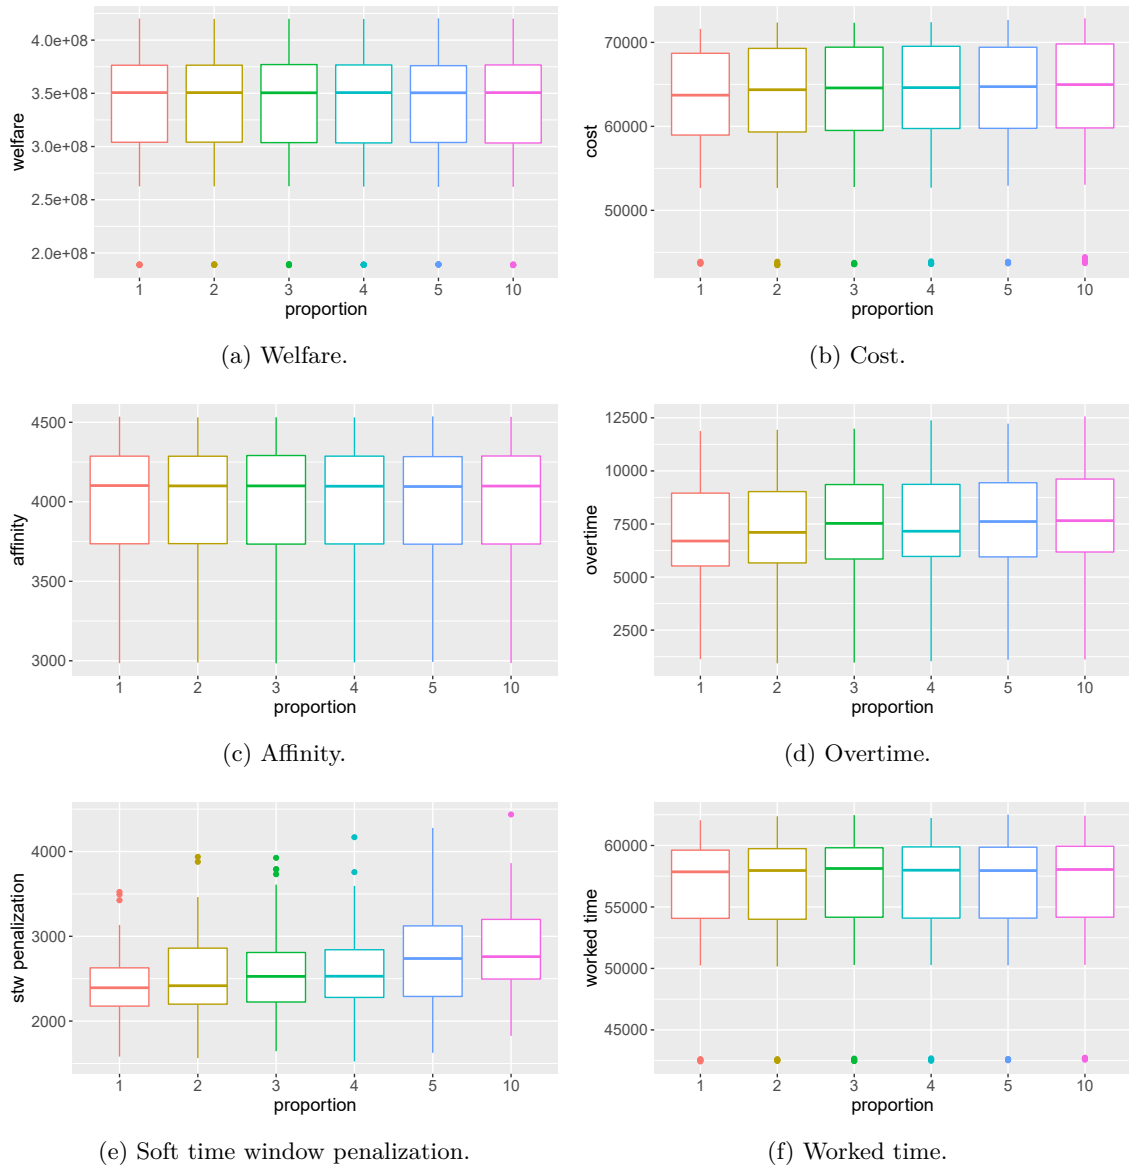 4.0e+08
3.5e+08
3.0e+08
2.5e+08
2.0e+08
welfare
1 2 3 4 5 10
proportion
(a) Welfare.
70000
60000
50000
cost
1 2 3 4 5 10
proportion
(b) Cost.
4500
4000
3500
3000
affinity
1 2 3 4 5 10
proportion
(c) Affinity.
12500
10000
7500
5000
2500
overtime
1 2 3 4 5 10
proportion
(d) Overtime.
4000
3000
2000
stw penalization
1 2 3 4 5 10
proportion
(e) Soft time window penalization.
60000
55000
50000
45000
worked time
1 2 3 4 5 10
proportion
(f) Worked time.